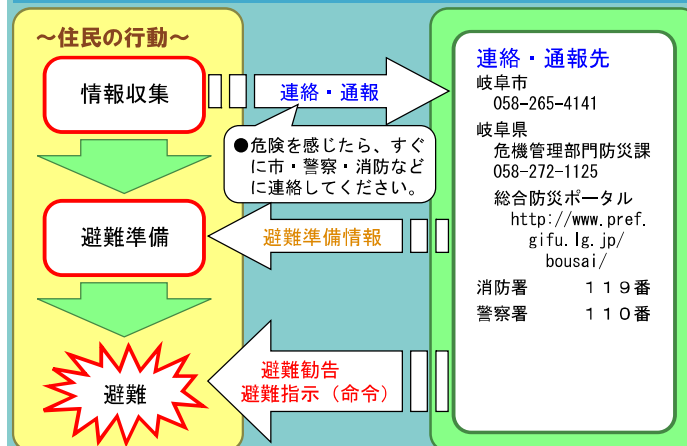 ～住民の行動～
情報収集
連絡・通報
●危険を感じたら、すぐ
に市・警察・消防など
に連絡してください。
避難準備
避難準備情報
避難
避難勧告
避難指示（命令）
連絡・通報先
岐阜市
058-265-4141
岐阜県
危機管理部門防災課
058-272-1125
総合防災ポータル
http://www.pref.
gifu.lg.jp/
bousai/
消防署　　１１９番
警察署　　１１０番